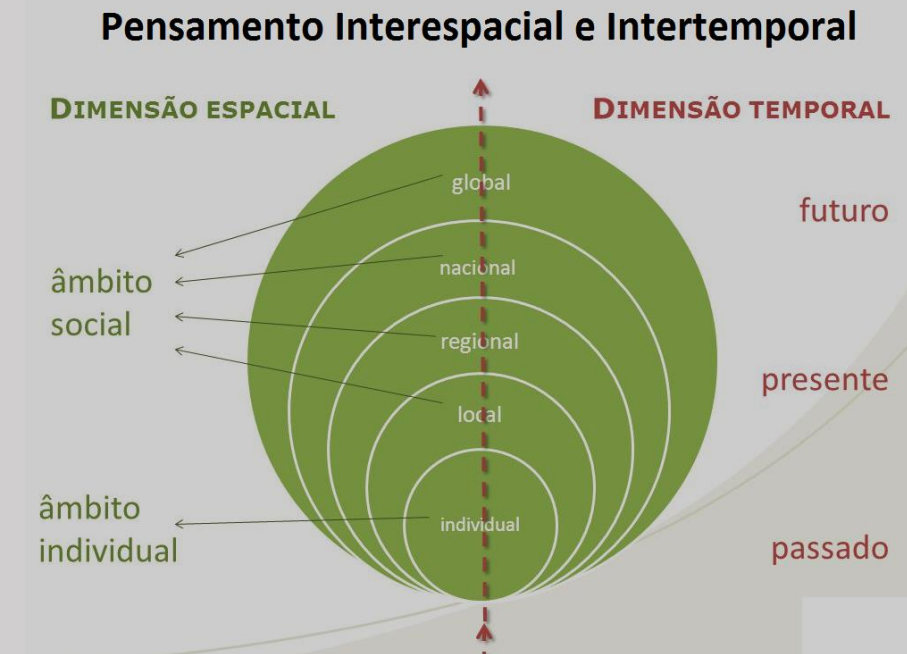 Pensamento Interespacial e Intertemporal
DIMENSÃO ESPACIAL
DIMENSÃO TEMPORAL
global
nacional
regional
local
individual
âmbito
social
âmbito
individual
futuro
presente
passado